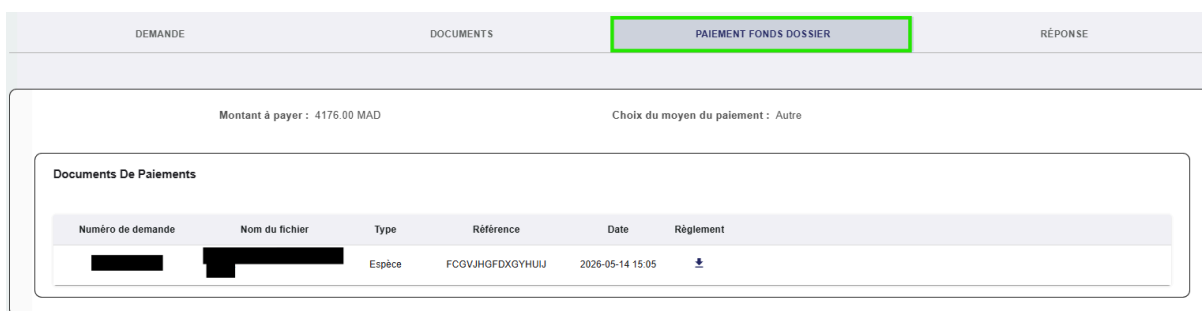 DEMANDE DOCUMENTS PAIEMENT FONDS DOSSIER RÉPONSE
Montant à payer : 4176.00 MAD Choix du moyen du paiement : Autre
Documents De Paiements
Numéro de demande Nom du fichier Type Référence Date Règlement
Espèce FCGVJHGFDXGYHUIJ 2026-05-14 15:05